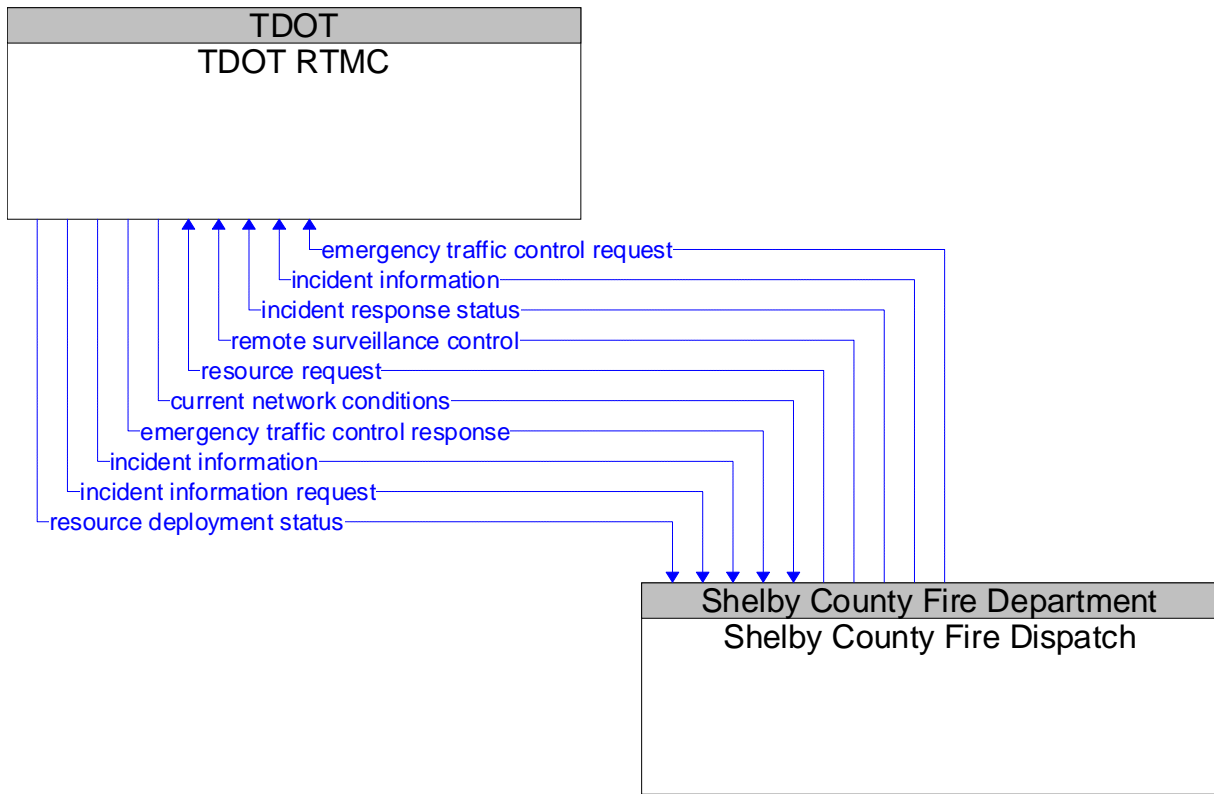 TDOT
TDOT RTMC
emergency traffic control request
incident information
incident response status
remote surveillance control
resource request
current network conditions
emergency traffic control response
incident information
incident information request
resource deployment status
Shelby County Fire Department
Shelby County Fire Dispatch